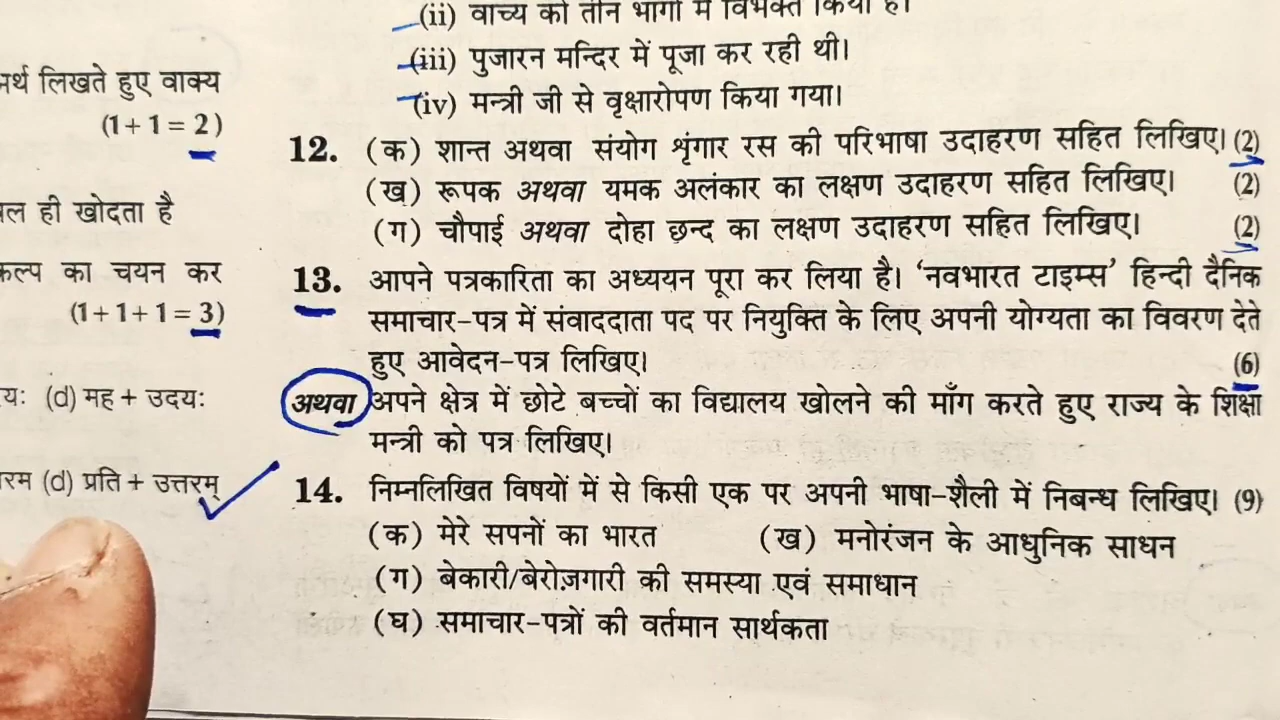 (ii) वाच्य को तीन भागों में विभक्त किया है।
(iii) पुजारन मन्दिर में पूजा कर रही थी।
(iv) मन्त्री जी से वृक्षारोपण किया गया।
लिखते हुए वाक्य
(1 + 1 = 2)
ही खोदता है
का चयन कर
(1 + 1 + 1 = 3)
(d) मह + उदयः
(d) प्रति + उत्तरम्
12. (क) शान्त अथवा संयोग शृंगार रस की परिभाषा उदाहरण सहित लिखिए। (2)
(ख) रूपक अथवा यमक अलंकार का लक्षण उदाहरण सहित लिखिए। (2)
(ग) चौपाई अथवा दोहा छन्द का लक्षण उदाहरण सहित लिखिए। (2)
13. आपने पत्रकारिता का अध्ययन पूरा कर लिया है। 'नवभारत टाइम्स' हिन्दी दैनिक
समाचार-पत्र में संवाददाता पद पर नियुक्ति के लिए अपनी योग्यता का विवरण देते
हुए आवेदन-पत्र लिखिए। (6)
अथवा अपने क्षेत्र में छोटे बच्चों का विद्यालय खोलने की माँग करते हुए राज्य के शिक्षा
मन्त्री को पत्र लिखिए।
14. निम्नलिखित विषयों में से किसी एक पर अपनी भाषा-शैली में निबन्ध लिखिए। (9)
(क) मेरे सपनों का भारत (ख) मनोरंजन के आधुनिक साधन
(ग) बेकारी/बेरोज़गारी की समस्या एवं समाधान
(घ) समाचार-पत्रों की वर्तमान सार्थकता